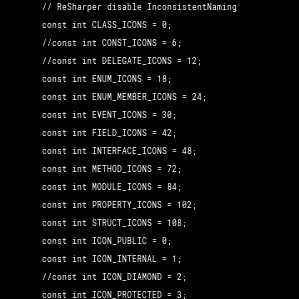 // ReSharper disable InconsistentNaming
const int CLASS_ICONS = 0;
//const int CONST_ICONS = 6;
//const int DELEGATE_ICONS = 12;
const int ENUM_ICONS = 18;
const int ENUM_MEMBER_ICONS = 24;
const int EVENT_ICONS = 30;
const int FIELD_ICONS = 42;
const int INTERFACE_ICONS = 48;
const int METHOD_ICONS = 72;
const int MODULE_ICONS = 84;
const int PROPERTY_ICONS = 102;
const int STRUCT_ICONS = 108;
const int ICON_PUBLIC = 0;
const int ICON_INTERNAL = 1;
//const int ICON_DIAMOND = 2;
const int ICON_PROTECTED = 3;